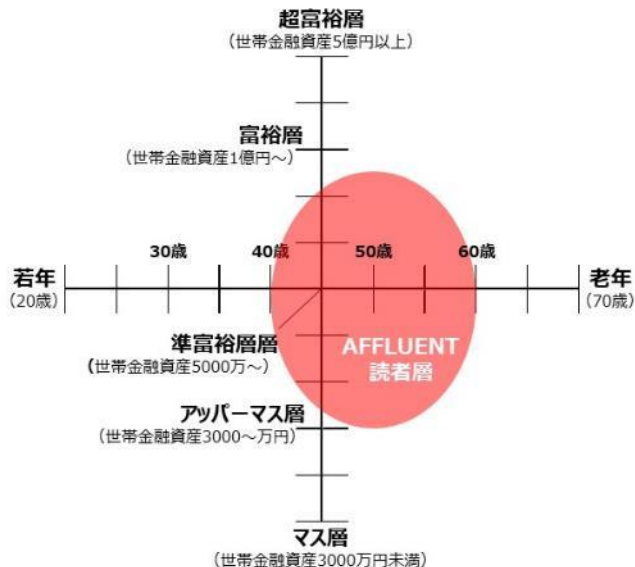 超富裕層
(世帯金融資産5億円以上)
富裕層
(世帯金融資産1億円～)
30歳
40歳
50歳
60歳
若年
(20歳)
老年
(70歳)
準富裕層層
(世帯金融資産5000万～)
AFFLUENT
読者層
アッパーマス層
(世帯金融資産3000～万円)
マス層
(世帯金融資産3000万円未満)